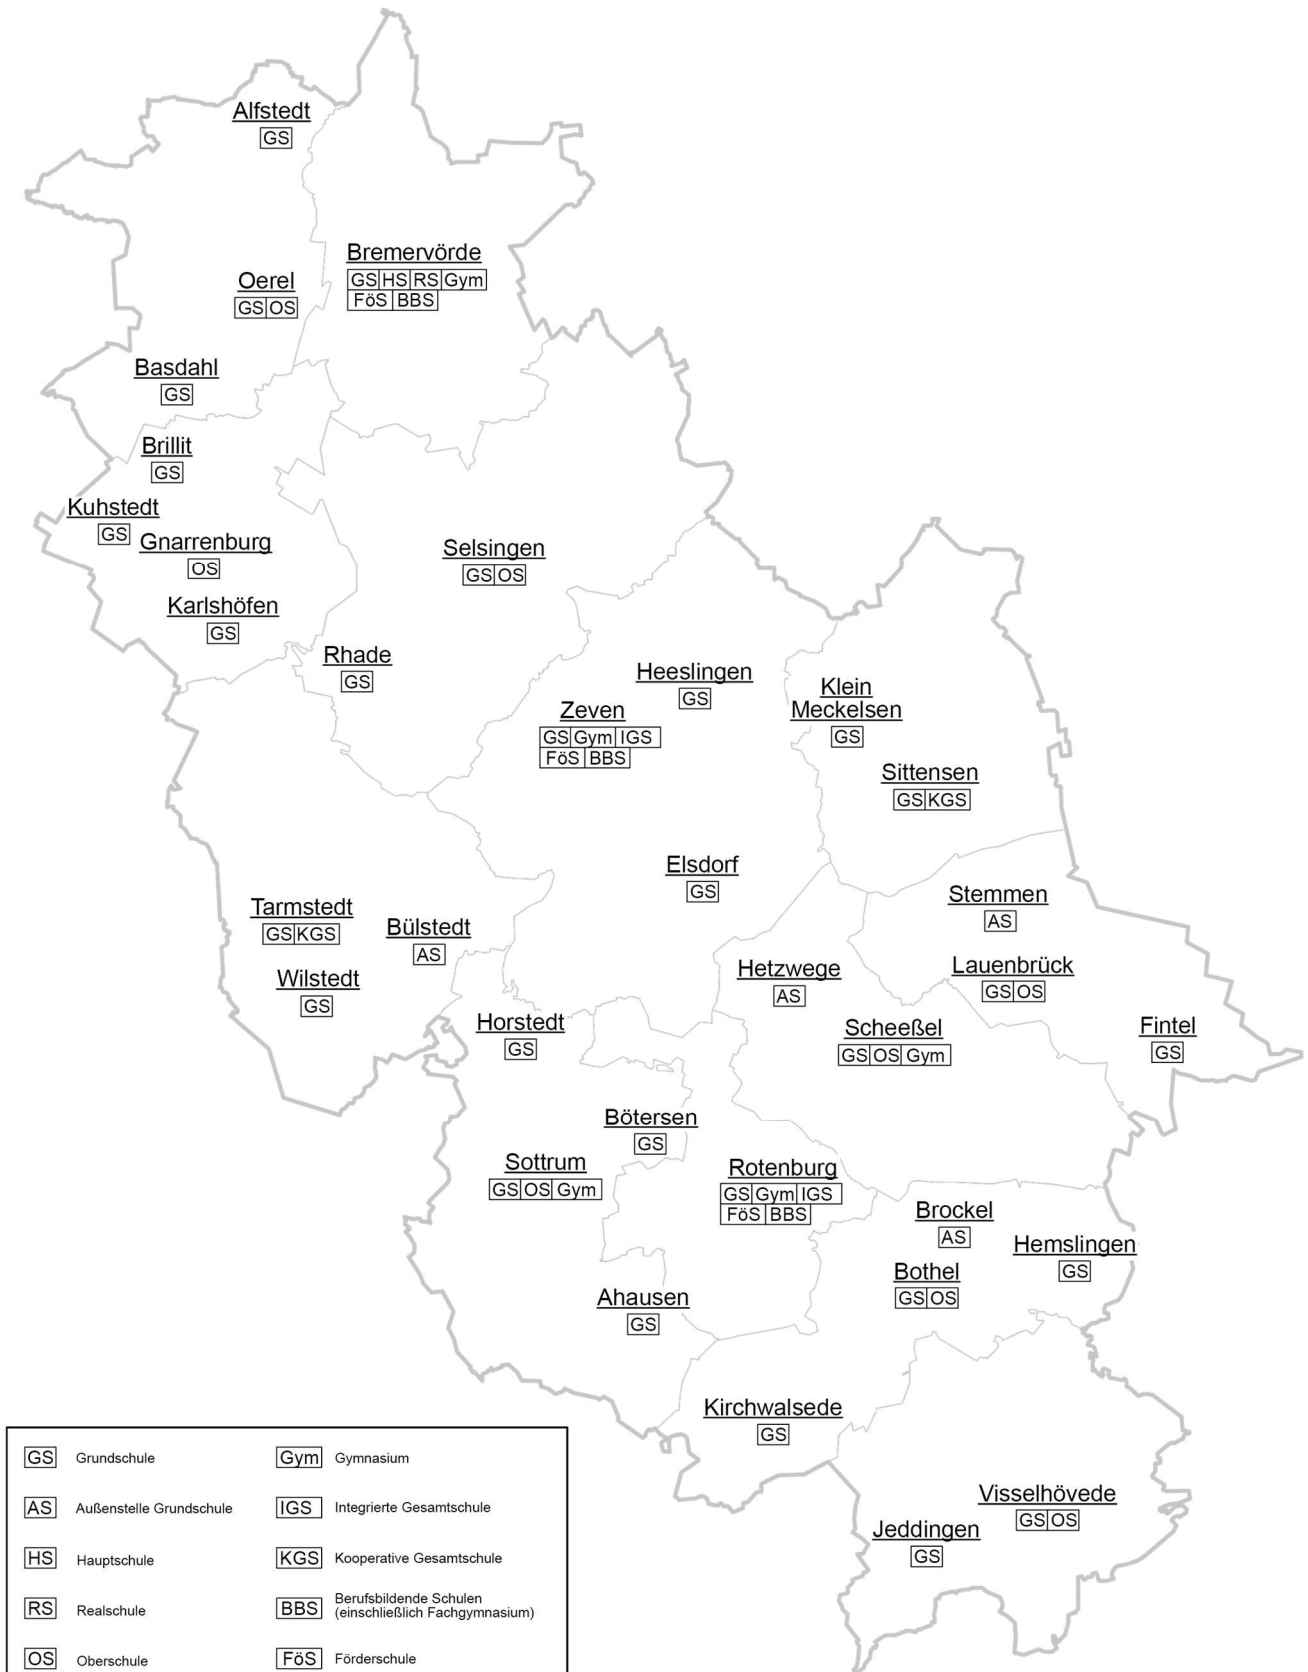 Alfstedt
GS
Bremervörde
GS HS RS Gym
FöS BBS
Oerel
GS OS
Basdahl
GS
Brillit
GS
Kuhstedt
GS
Gnarrenburg
OS
Karlshöfen
GS
Selsingen
GS OS
Rhade
GS
Heeslingen
GS
Zeven
GS Gym IGS
FöS BBS
Klein
Meckelsen
GS
Sittensen
GS KGS
Elsdorf
GS
Stemmen
AS
Tarmstedt
GS KGS
Bülstedt
AS
Wilstedt
GS
Hetzwege
AS
Lauenbrück
GS OS
Horstedt
GS
Scheeßel
GS OS Gym
Fintel
GS
Bötersen
GS
Sottrum
GS OS Gym
Rotenburg
GS Gym IGS
FöS BBS
Brockel
AS
Hemslingen
GS
Bothel
GS OS
Ahausen
GS
Kirchwalsede
GS
Visselhövede
GS OS
Jeddingen
GS
GS Grundschule
AS Außenstelle Grundschule
HS Hauptschule
RS Realschule
OS Oberschule
Gym Gymnasium
IGS Integrierte Gesamtschule
KGS Kooperative Gesamtschule
BBS Berufsbildende Schulen
(einschließlich Fachgymnasium)
FöS Förderschule